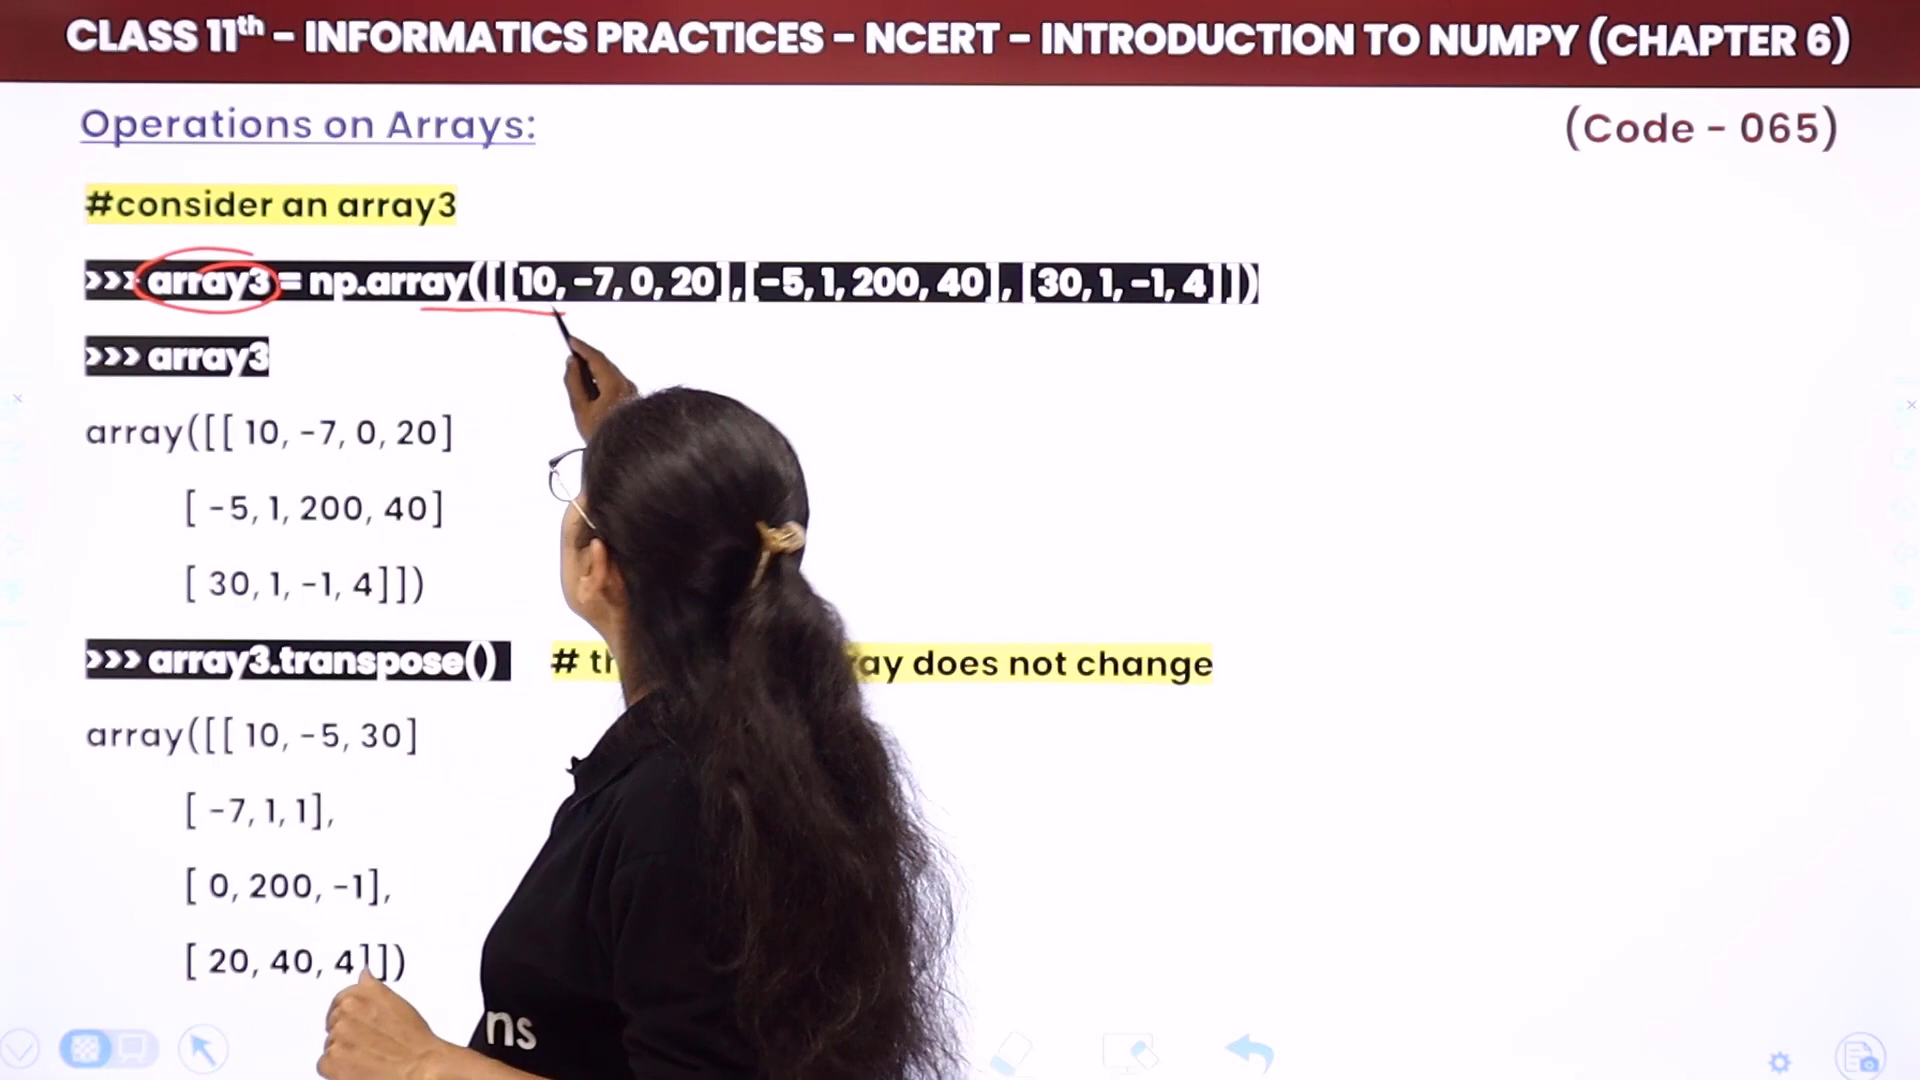 CLASS 11th - INFORMATICS PRACTICES - NCERT - INTRODUCTION TO NUMPY (CHAPTER 6)
Operations on Arrays:
(Code - 065)
#consider an array3
>>> array3 = np.array([[10, -7, 0, 20],[-5, 1, 200, 40], [30, 1, -1, 4]])
>>> array3
array([[ 10, -7, 0, 20]
[ -5, 1, 200, 40]
[ 30, 1, -1, 4]])
>>> array3.transpose() # does not change
array([[ 10, -5, 30]
[ -7, 1, 1],
[ 0, 200, -1],
[ 20, 40, 4]])
ns